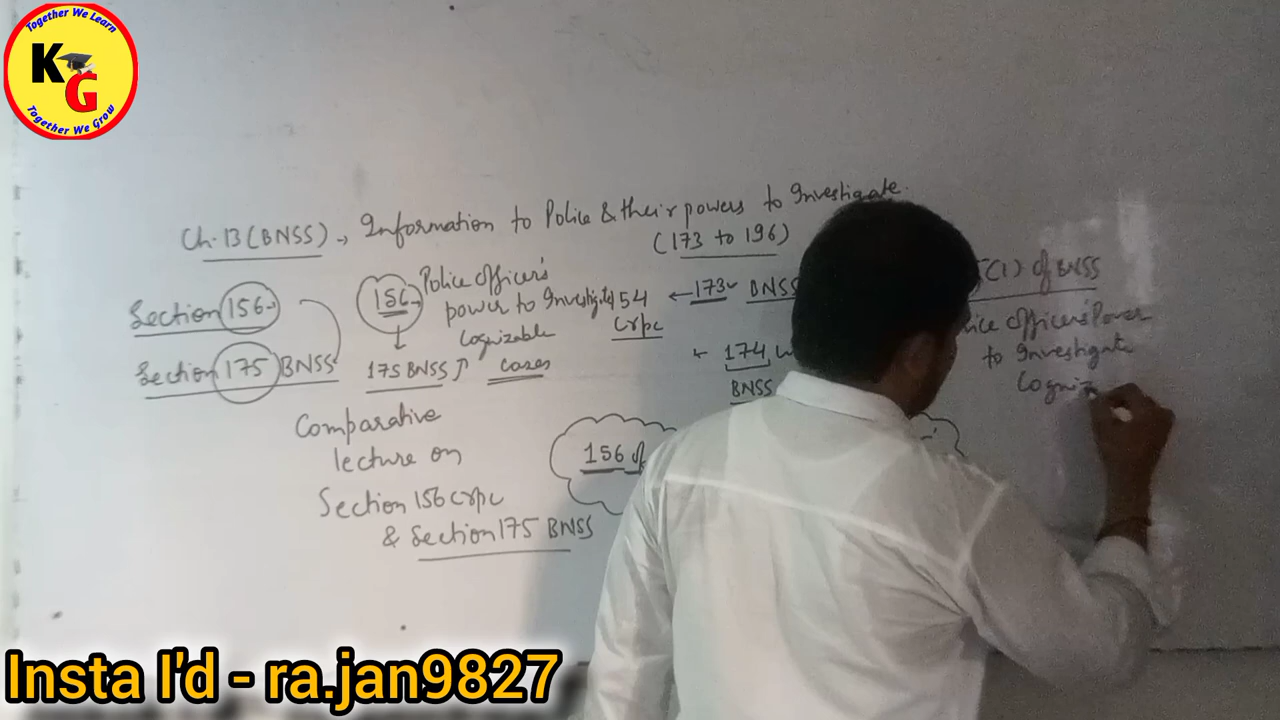 Together We Learn
KG
Together We Grow
Ch-13 (BNSS) → Information to Police & their powers to Investigate.
(173 to 196)
Section 156
Section 175 BNSS
156 → Police Officer's
power to Investigate
Cognizable
Cases
175 BNSS
154 ← 173 BNSS
Crpc
174
BNSS
(1) of BNSS
Officer's Power
to Investigate
Cogniz
Comparative
lecture on
Section 156 crpc
& Section 175 BNSS
156 of
Insta I'd - ra.jan9827